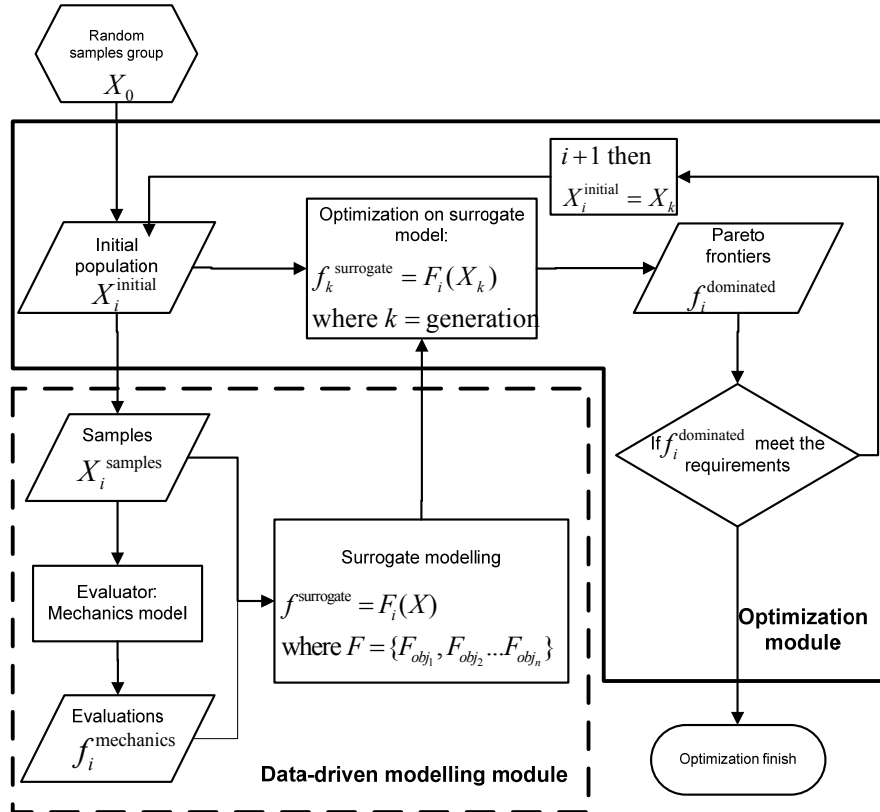 Random
samples group
X_0
i+1 then
X_i^initial = X_k
Initial
population
X_i^initial
Optimization on surrogate
model:
f_k^surrogate = F_i(X_k)
where k = generation
Pareto
frontiers
f_i^dominated
Samples
X_i^samples
If f_i^dominated meet the
requirements
Evaluator:
Mechanics model
Surrogate modelling
f^surrogate = F_i(X)
where F = {F_obj_1, F_obj_2 ...F_obj_n}
Optimization
module
Evaluations
f_i^mechanics
Data-driven modelling module
Optimization finish